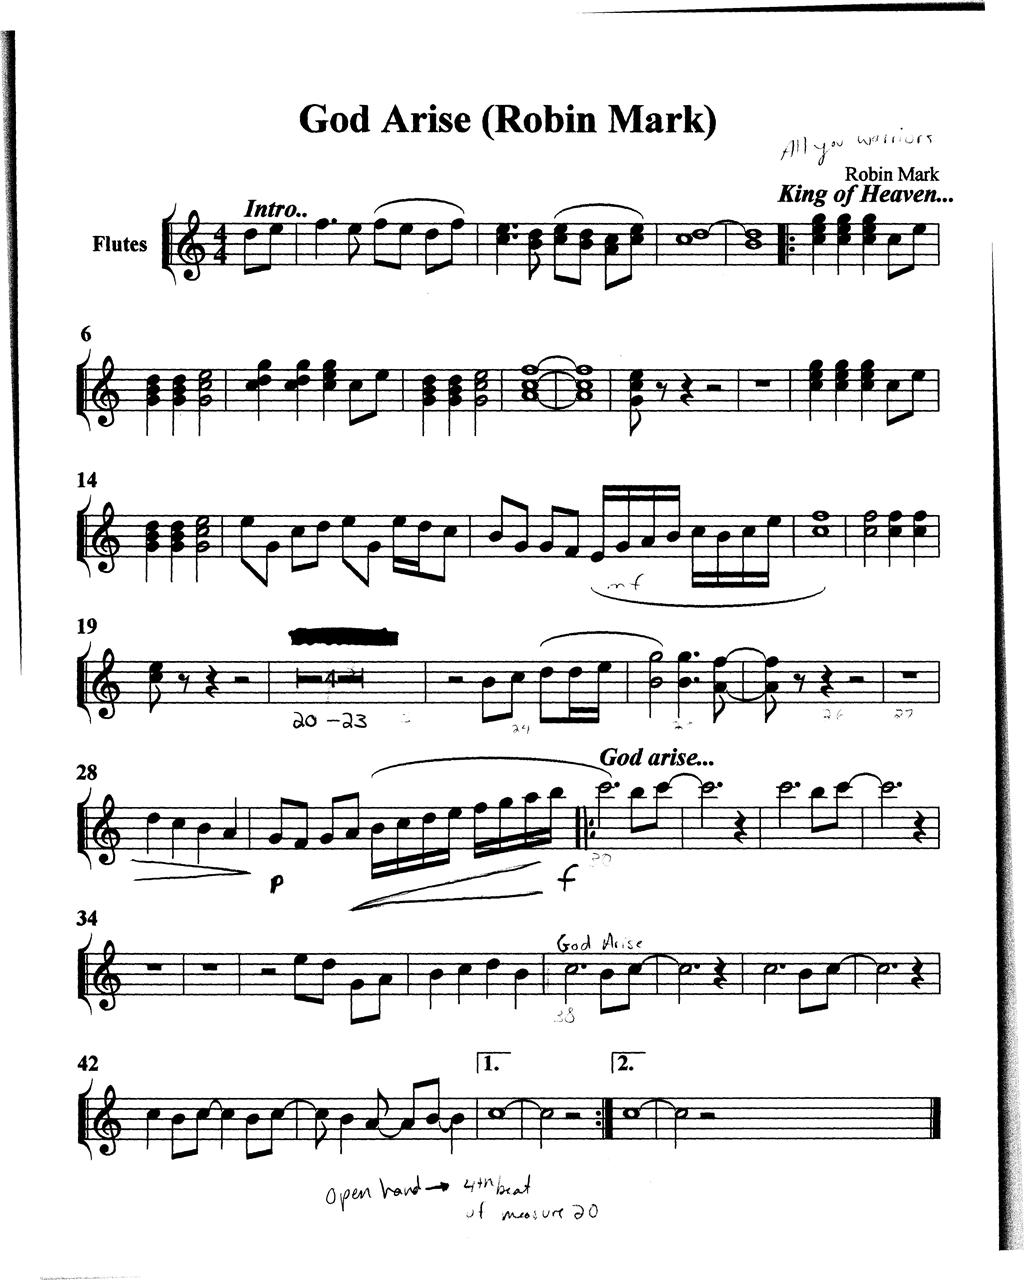 God Arise (Robin Mark)
All you warriors
Robin Mark
King of Heaven...
Intro..
Flutes
6
14
mf
19
4
20 - 23
24
26
27
28
God arise...
p
f
30
34
God Arise
38
42
1.
2.
Open hand → 4th beat
of measure 20